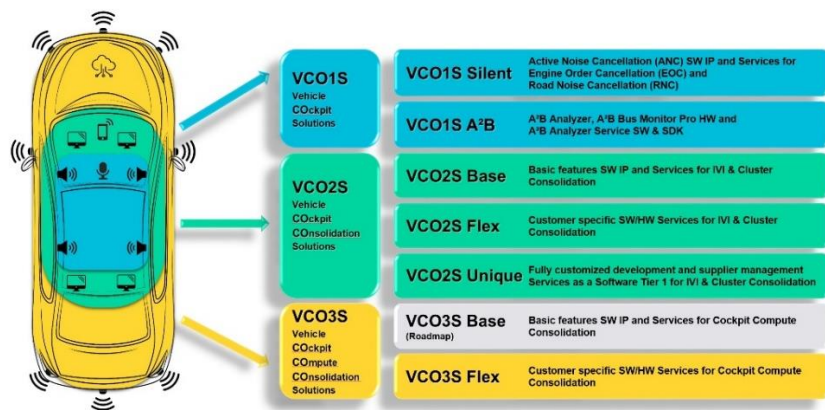 VCO1S
Vehicle
COckpit
Solutions
VCO1S Silent
Active Noise Cancellation (ANC) SW IP and Services for
Engine Order Cancellation (EOC) and
Road Noise Cancellation (RNC)
VCO1S A²B
A²B Analyzer, A²B Bus Monitor Pro HW and
A²B Analyzer Service SW & SDK
VCO2S
Vehicle
COckpit
COnsolidation
Solutions
VCO2S Base
Basic features SW IP and Services for IVI & Cluster
Consolidation
VCO2S Flex
Customer specific SW/HW Services for IVI & Cluster
Consolidation
VCO2S Unique
Fully customized development and supplier management
Services as a Software Tier 1 for IVI & Cluster Consolidation
VCO3S
Vehicle
COckpit
COmpute
COnsolidation
Solutions
VCO3S Base
(Roadmap)
Basic features SW IP and Services for Cockpit Compute
Consolidation
VCO3S Flex
Customer specific SW/HW Services for Cockpit Compute
Consolidation